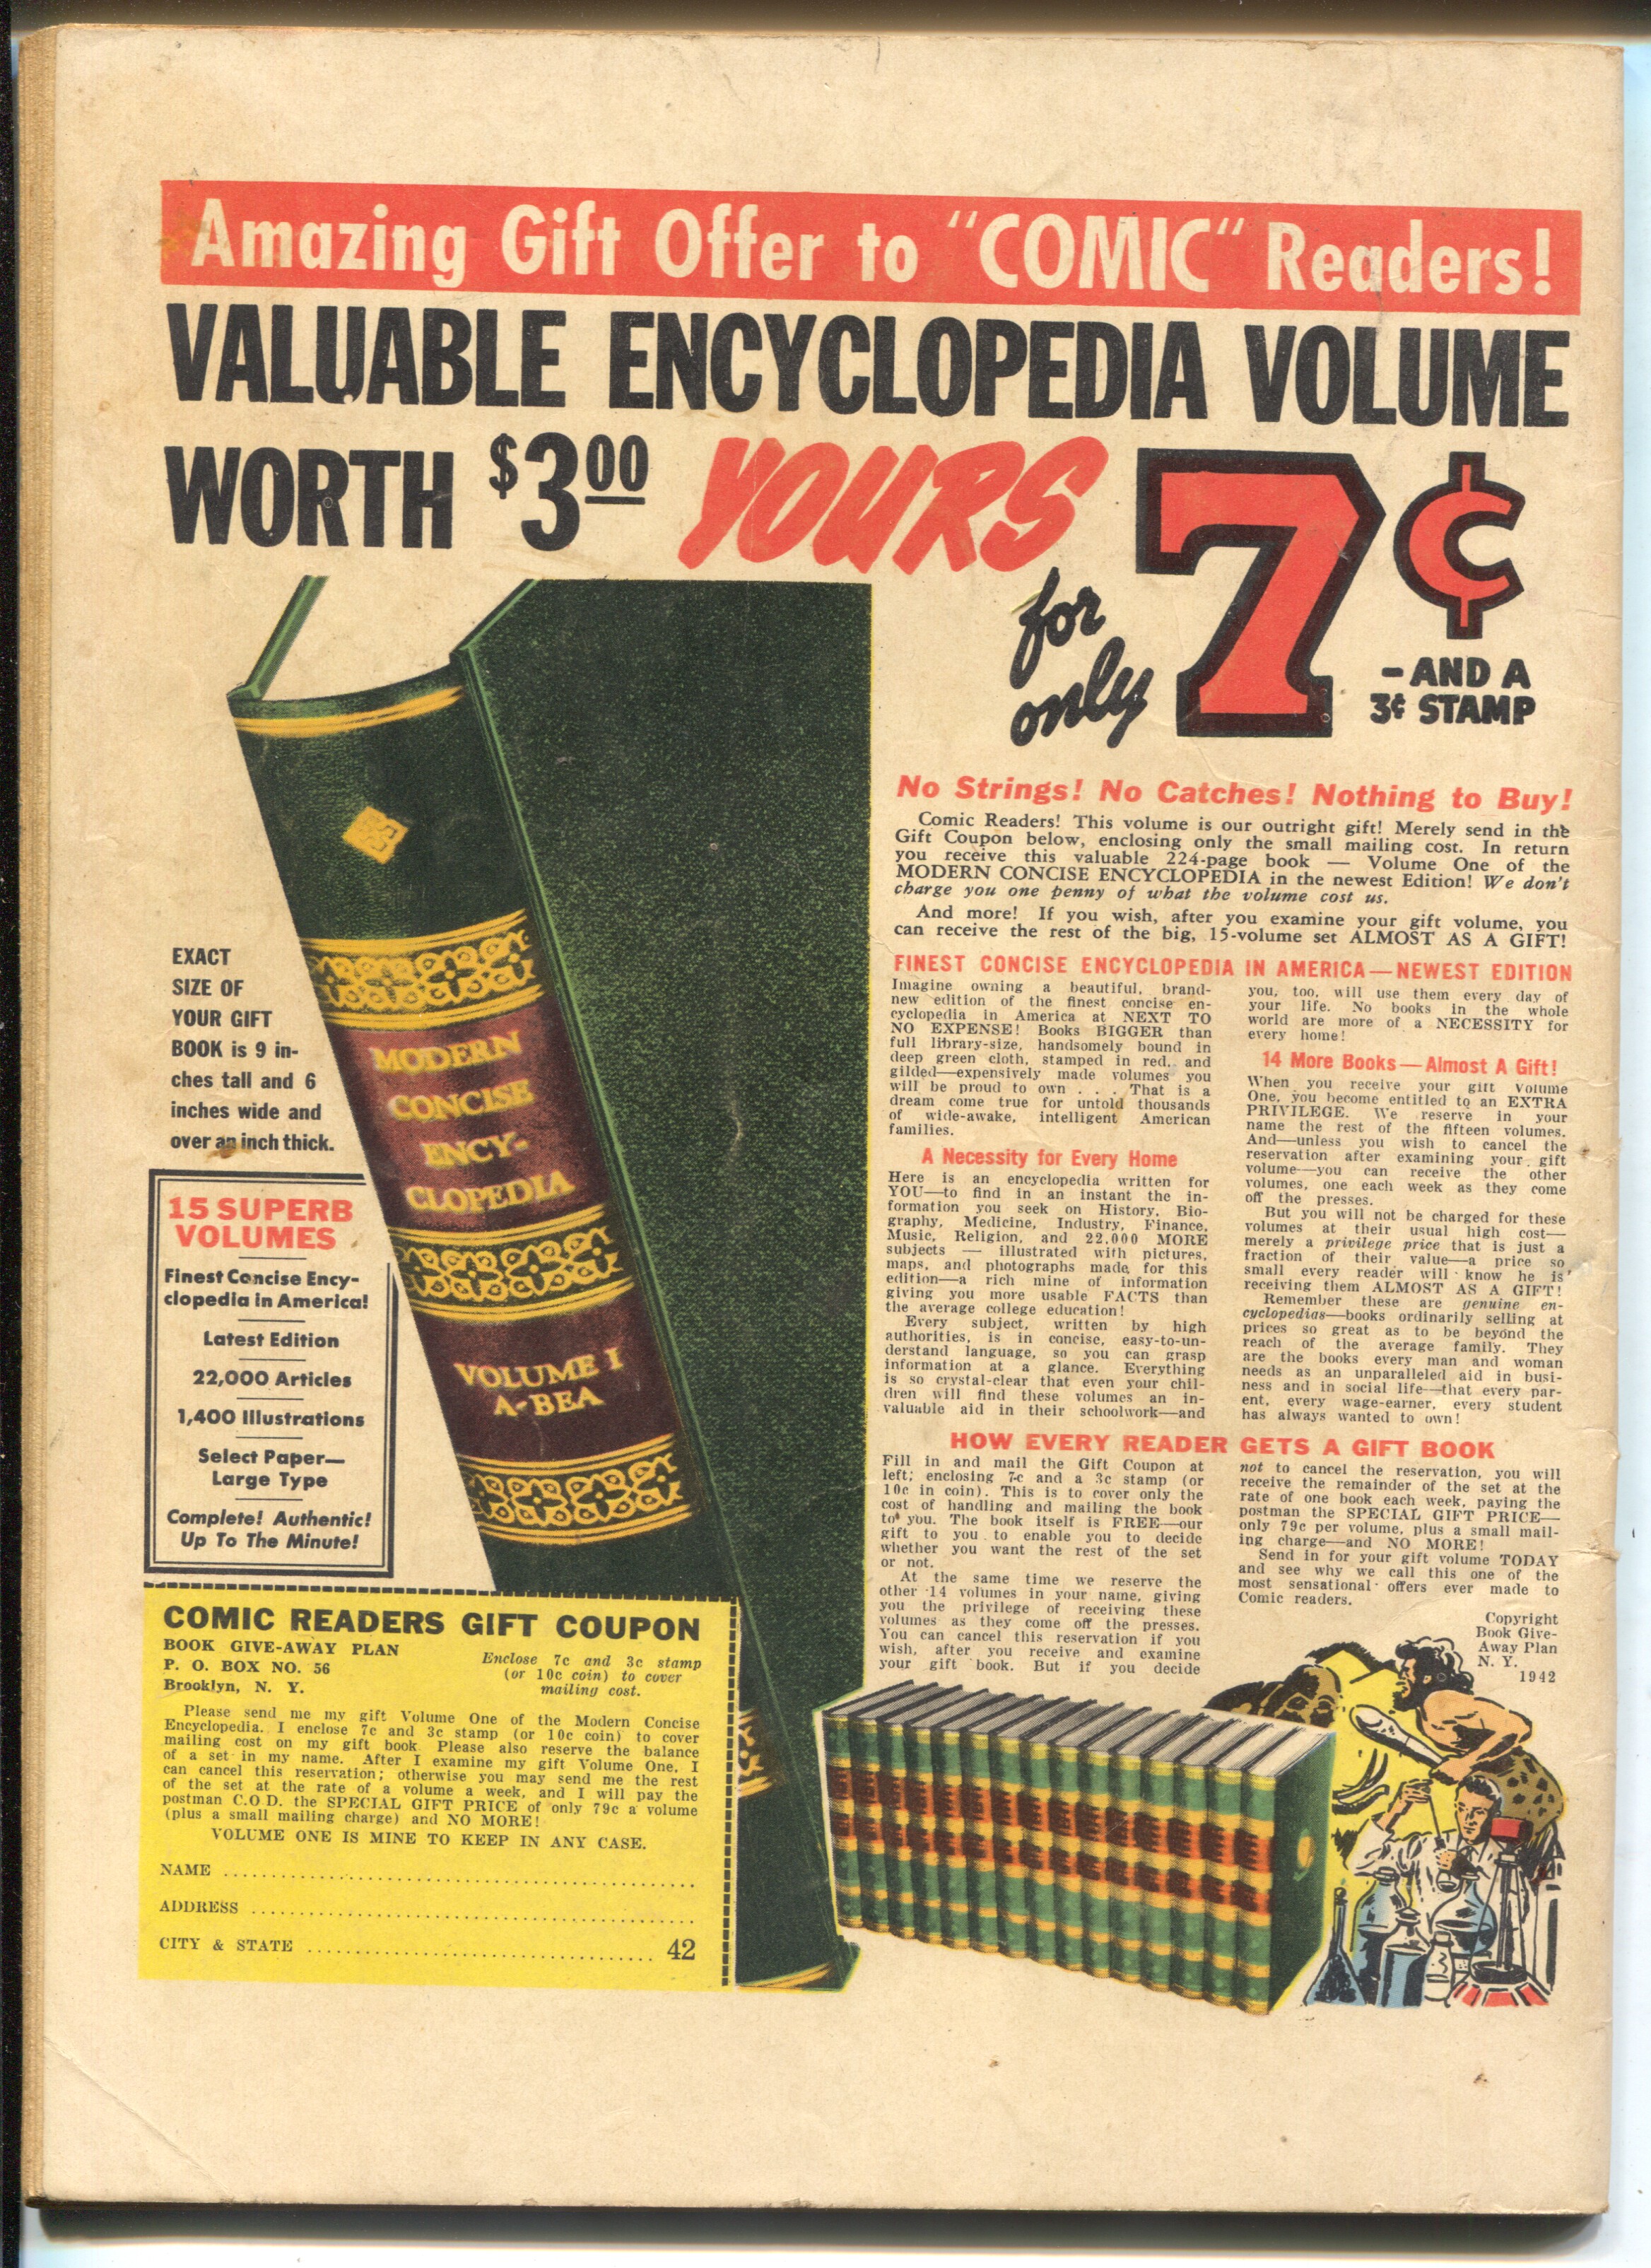 Amazing Gift Offer to "COMIC" Readers!
VALUABLE ENCYCLOPEDIA VOLUME
WORTH $3.00 YOURS
for
only
7¢
-AND A
3¢ STAMP
No Strings! No Catches! Nothing to Buy!
Comic Readers! This volume is our outright gift! Merely send in the
Gift Coupon below, enclosing only the small mailing cost. In return
you receive this valuable 224-page book — Volume One of the
MODERN CONCISE ENCYCLOPEDIA in the newest Edition! We don't
charge you one penny of what the volume cost us.
And more! If you wish, after you examine your gift volume, you
can receive the rest of the big, 15-volume set ALMOST AS A GIFT!
FINEST CONCISE ENCYCLOPEDIA IN AMERICA—NEWEST EDITION
Imagine owning a beautiful, brand-
new edition of the finest concise en-
cyclopedia in America at NEXT TO
NO EXPENSE! Books BIGGER than
full library-size, handsomely bound in
deep green cloth, stamped in red, and
gilded—expensively made volumes you
will be proud to own . . . That is a
dream come true for untold thousands
of wide-awake, intelligent American
families.
A Necessity for Every Home
Here is an encyclopedia written for
YOU—to find in an instant the in-
formation you seek on History, Bio-
graphy, Medicine, Industry, Finance,
Music, Religion, and 22,000 MORE
subjects — illustrated with pictures,
maps, and photographs made for this
edition—a rich mine of information
giving you more usable FACTS than
the average college education!
Every subject, written by high
authorities, is in concise, easy-to-un-
derstand language, so you can grasp
information at a glance. Everything
is so crystal-clear that even your chil-
dren will find these volumes an in-
valuable aid in their schoolwork—and
you, too, will use them every day of
your life. No books in the whole
world are more of a NECESSITY for
every home!
14 More Books—Almost A Gift!
When you receive your gift Volume
One, you become entitled to an EXTRA
PRIVILEGE. We reserve in your
name the rest of the fifteen volumes.
And—unless you wish to cancel the
reservation after examining your gift
volume—you can receive the other
volumes, one each week as they come
off the presses.
But you will not be charged for these
volumes at their usual high cost—
merely a privilege price that is just a
fraction of their value—a price so
small every reader will know he is
receiving them ALMOST AS A GIFT!
Remember these are genuine en-
cyclopedias—books ordinarily selling at
prices so great as to be beyond the
reach of the average family. They
are the books every man and woman
needs as an unparalleled aid in busi-
ness and in social life—that every par-
ent, every wage-earner, every student
has always wanted to own!
HOW EVERY READER GETS A GIFT BOOK
Fill in and mail the Gift Coupon at
left; enclosing 7c and a 3c stamp (or
10c in coin). This is to cover only the
cost of handling and mailing the book
to you. The book itself is FREE—our
gift to you to enable you to decide
whether you want the rest of the set
or not.
At the same time we reserve the
other 14 volumes in your name, giving
you the privilege of receiving these
volumes as they come off the presses.
You can cancel this reservation if you
wish, after you receive and examine
your gift book. But if you decide
not to cancel the reservation, you will
receive the remainder of the set at the
rate of one book each week, paying the
postman the SPECIAL GIFT PRICE—
only 79c per volume, plus a small mail-
ing charge—and NO MORE!
Send in for your gift volume TODAY
and see why we call this one of the
most sensational offers ever made to
Comic readers.
Copyright
Book Give-
Away Plan
N. Y.
1942
EXACT
SIZE OF
YOUR GIFT
BOOK is 9 in-
ches tall and 6
inches wide and
over an inch thick.
MODERN
CONCISE
ENCY-
CLOPEDIA
VOLUME I
A-BEA
15 SUPERB
VOLUMES
Finest Concise Ency-
clopedia in America!
Latest Edition
22,000 Articles
1,400 Illustrations
Select Paper—
Large Type
Complete! Authentic!
Up To The Minute!
COMIC READERS GIFT COUPON
BOOK GIVE-AWAY PLAN
P. O. BOX NO. 56
Brooklyn, N. Y.
Enclose 7c and 3c stamp
(or 10c coin) to cover
mailing cost.
Please send me my gift Volume One of the Modern Concise
Encyclopedia. I enclose 7c and 3c stamp (or 10c coin) to cover
mailing cost on my gift book. Please also reserve the balance
of a set in my name. After I examine my gift Volume One, I
can cancel this reservation; otherwise you may send me the rest
of the set at the rate of a volume a week, and I will pay the
postman C.O.D. the SPECIAL GIFT PRICE of only 79c a volume
(plus a small mailing charge) and NO MORE!
VOLUME ONE IS MINE TO KEEP IN ANY CASE.
NAME
ADDRESS
CITY & STATE 42